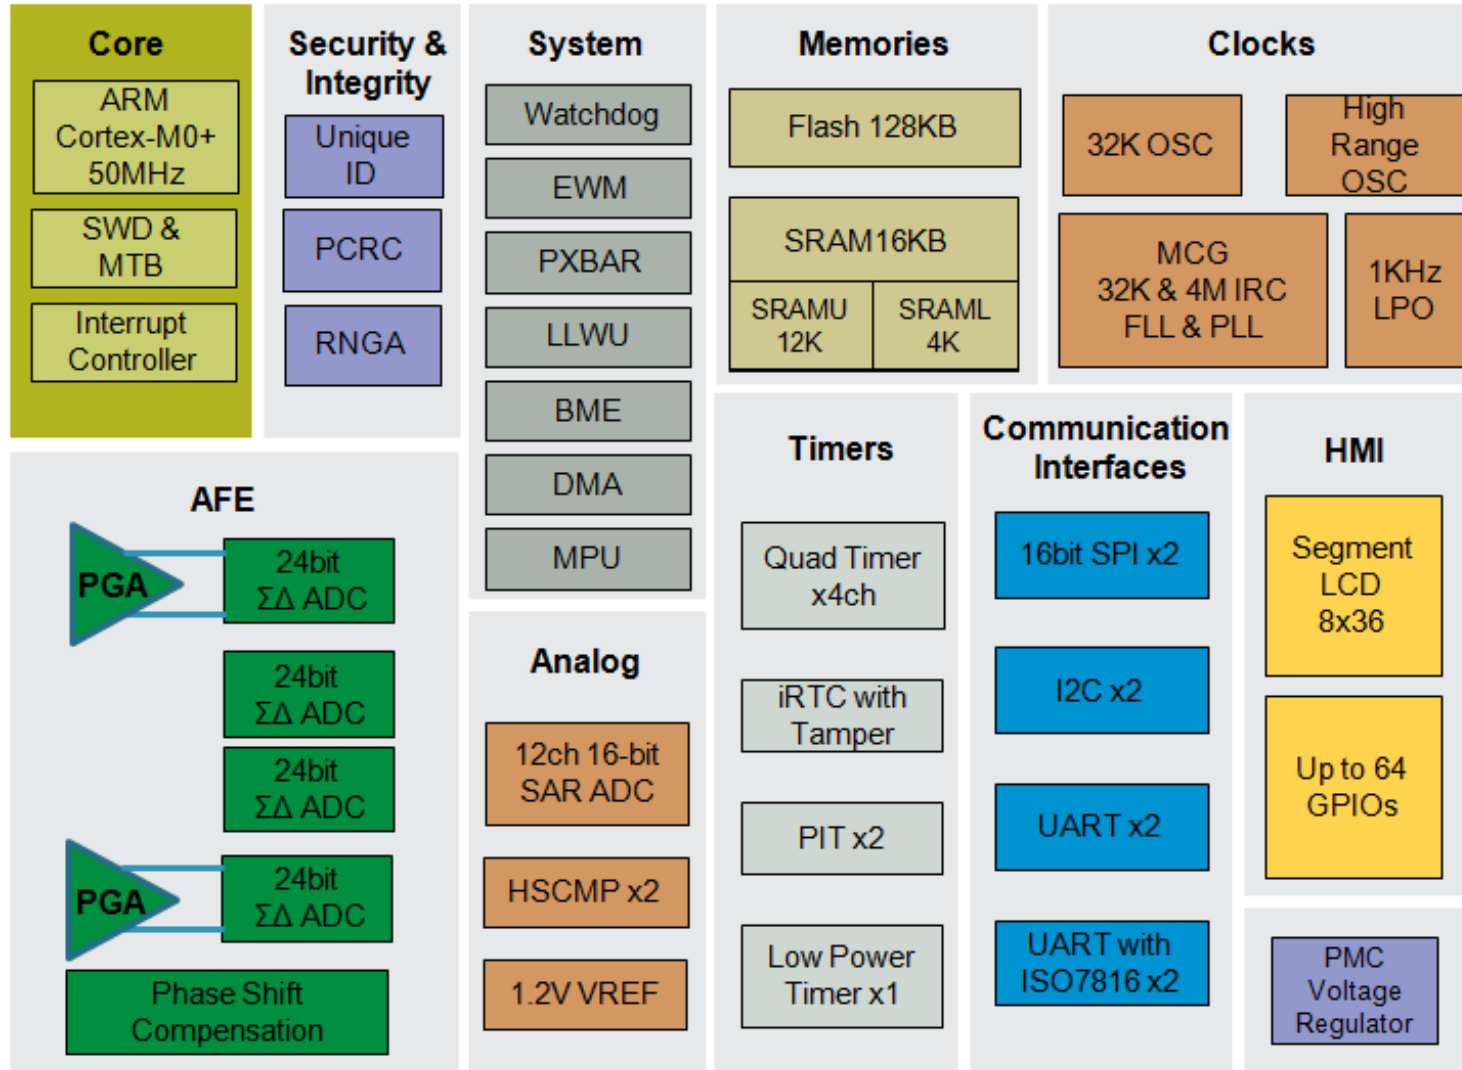 Core
ARM
Cortex-M0+
50MHz
SWD &
MTB
Interrupt
Controller
Security &
Integrity
Unique
ID
PCRC
RNGA
System
Watchdog
EWM
PXBAR
LLWU
BME
DMA
MPU
Memories
Flash 128KB
SRAM16KB
SRAMU
12K
SRAML
4K
Clocks
32K OSC
High
Range
OSC
MCG
32K & 4M IRC
FLL & PLL
1KHz
LPO
AFE
PGA
24bit
ΣΔ ADC
24bit
ΣΔ ADC
24bit
ΣΔ ADC
PGA
24bit
ΣΔ ADC
Phase Shift
Compensation
Analog
12ch 16-bit
SAR ADC
HSCMP x2
1.2V VREF
Timers
Quad Timer
x4ch
iRTC with
Tamper
PIT x2
Low Power
Timer x1
Communication
Interfaces
16bit SPI x2
I2C x2
UART x2
UART with
ISO7816 x2
HMI
Segment
LCD
8x36
Up to 64
GPIOs
PMC
Voltage
Regulator